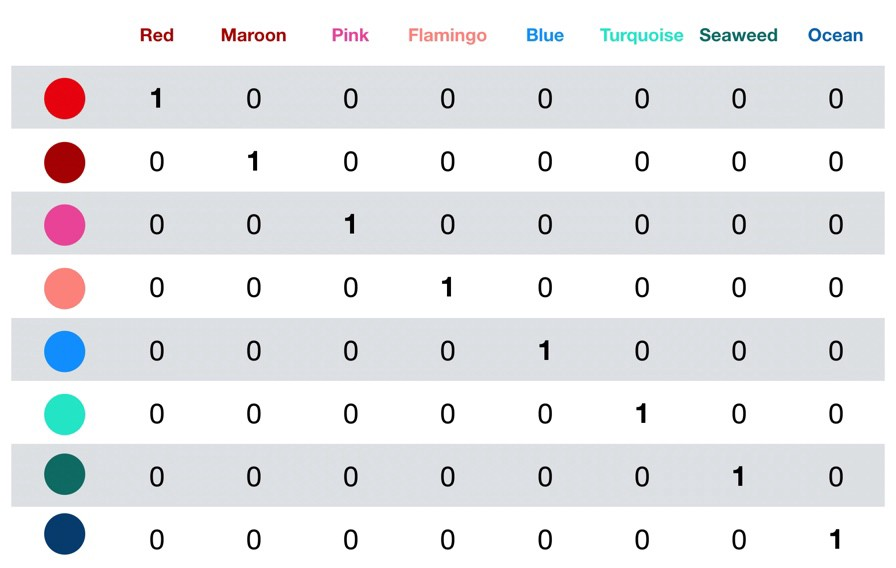 Red Maroon Pink Flamingo Blue Turquoise Seaweed Ocean
1 0 0 0 0 0 0 0
0 1 0 0 0 0 0 0
0 0 1 0 0 0 0 0
0 0 0 1 0 0 0 0
0 0 0 0 1 0 0 0
0 0 0 0 0 1 0 0
0 0 0 0 0 0 1 0
0 0 0 0 0 0 0 1